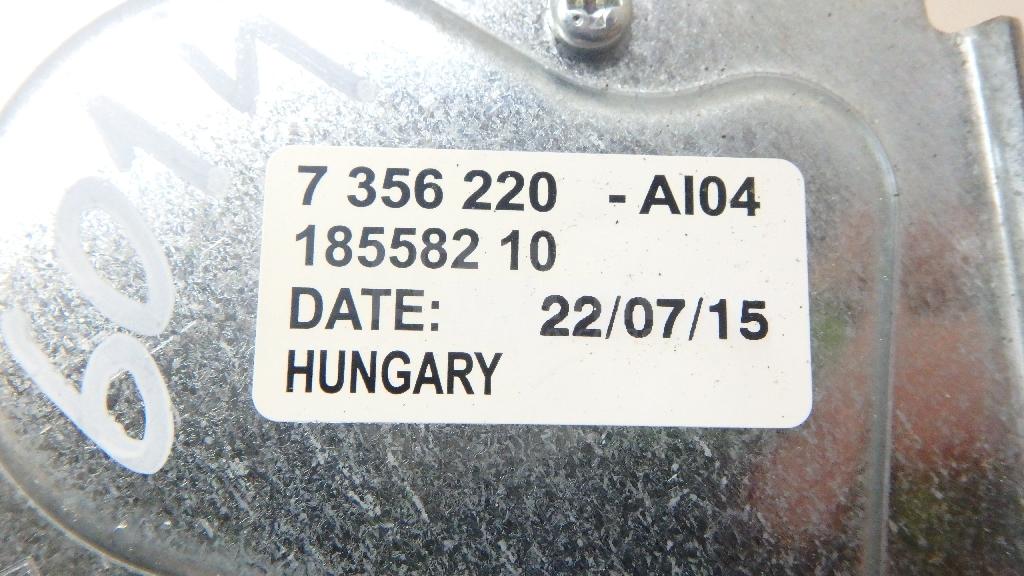 7 356 220 - AI04
185582 10
DATE: 22/07/15
HUNGARY